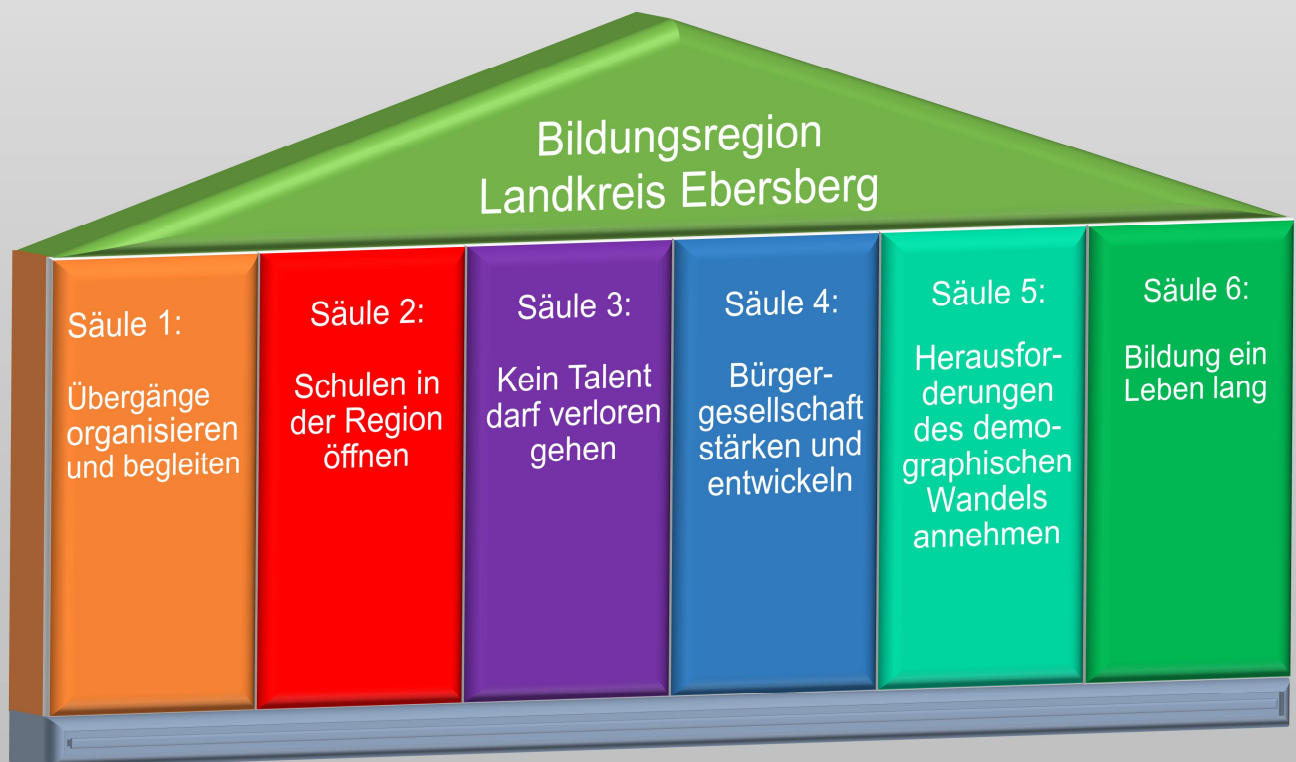 Bildungsregion
Landkreis Ebersberg
Säule 1:
Übergänge
organisieren
und begleiten
Säule 2:
Schulen in
der Region
öffnen
Säule 3:
Kein Talent
darf verloren
gehen
Säule 4:
Bürger-
gesellschaft
stärken und
entwickeln
Säule 5:
Herausfor-
derungen
des demo-
graphischen
Wandels
annehmen
Säule 6:
Bildung ein
Leben lang